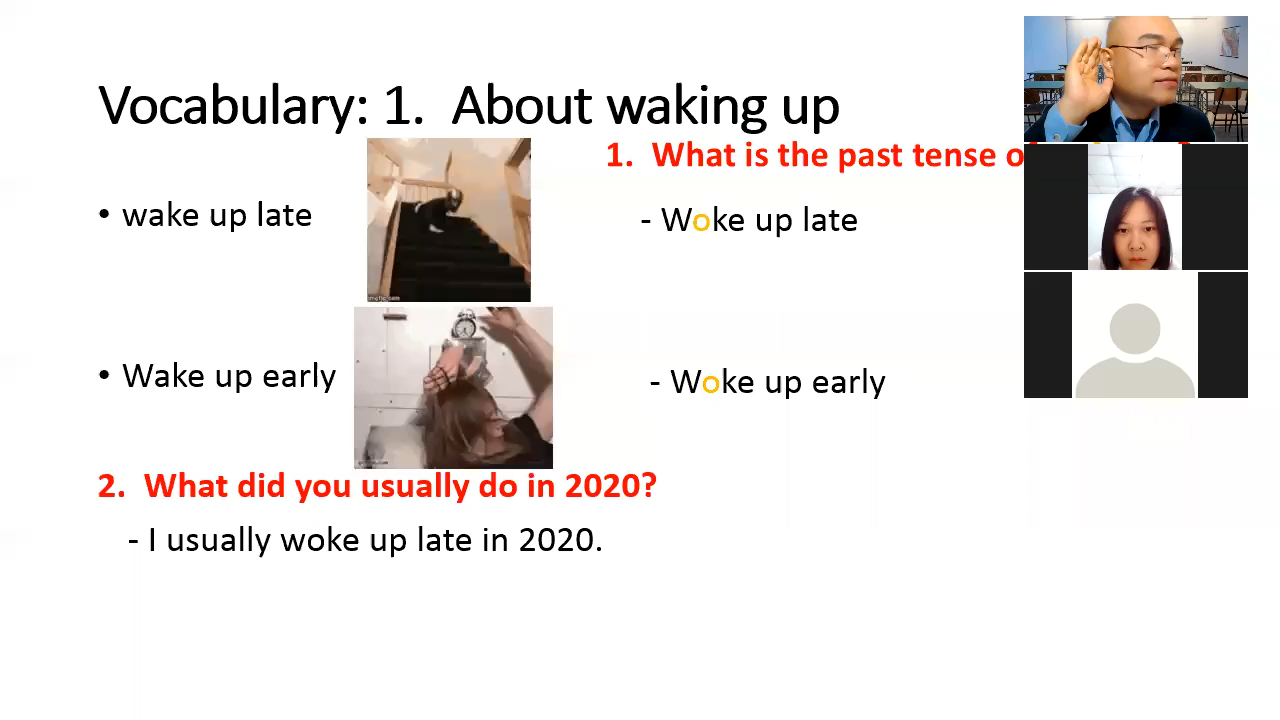 Vocabulary: 1. About waking up
1. What is the past tense
• wake up late
- Woke up late
• Wake up early
- Woke up early
2. What did you usually do in 2020?
- I usually woke up late in 2020.